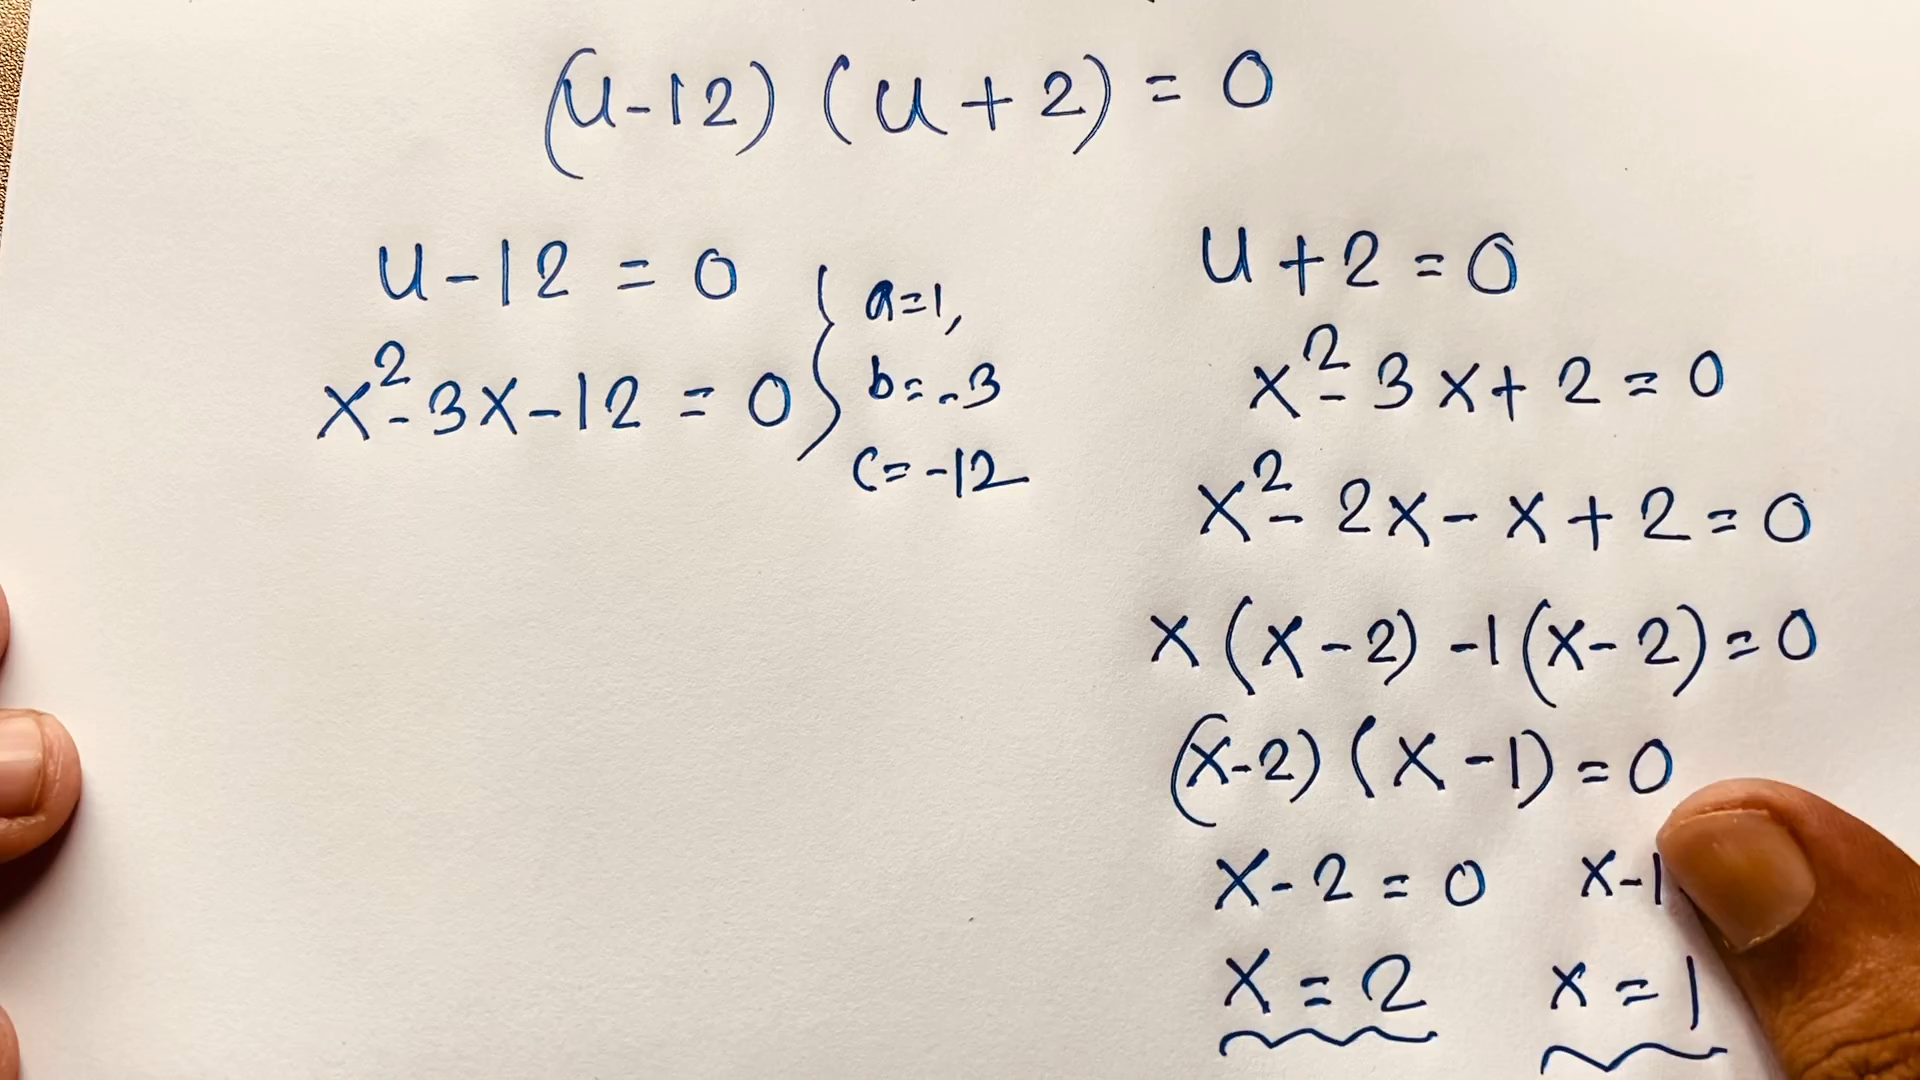 (u-12) (u+2) = 0
u-12 = 0
x²-3x-12 = 0
a=1,
b=-3
c=-12
u+2=0
x²-3x+2=0
x²-2x-x+2=0
x(x-2)-1(x-2)=0
(x-2)(x-1)=0
x-2=0 x-1
x=2 x=1